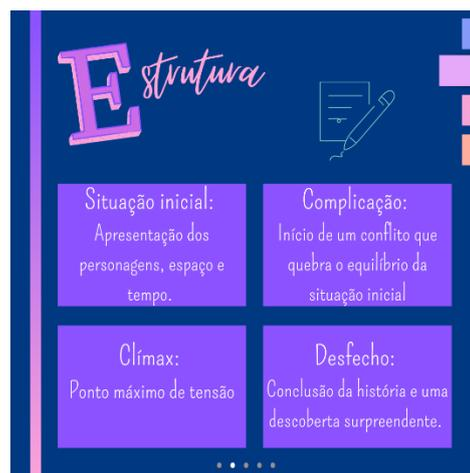 Estrutura
Situação inicial:
Apresentação dos
personagens, espaço e
tempo.
Complicação:
Início de um conflito que
quebra o equilíbrio da
situação inicial
Clímax:
Ponto máximo de tensão
Desfecho:
Conclusão da história e uma
descoberta surpreendente.